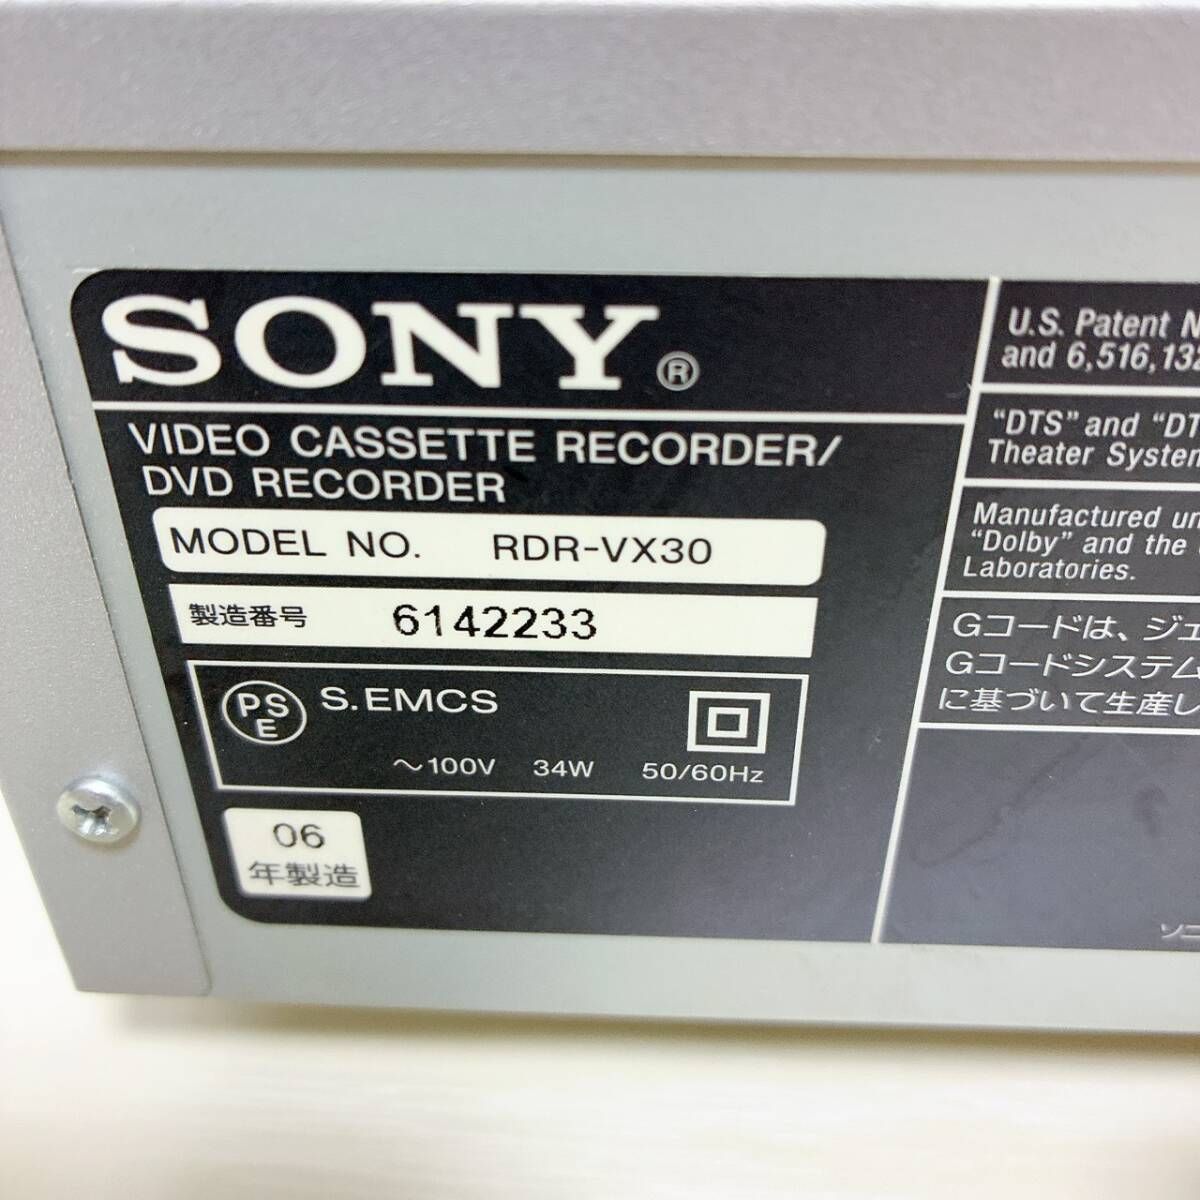 SONY®
VIDEO CASSETTE RECORDER/
DVD RECORDER
MODEL NO. RDR-VX30
製造番号 6142233
PS
E
S.EMCS
～100V 34W 50/60Hz
06
年製造
U.S. Patent N
and 6,516,132
"DTS" and "DT
Theater System
Manufactured un
"Dolby" and the
Laboratories.
Gコードは、ジェ
Gコードシステム
に基づいて生産し
ソニ